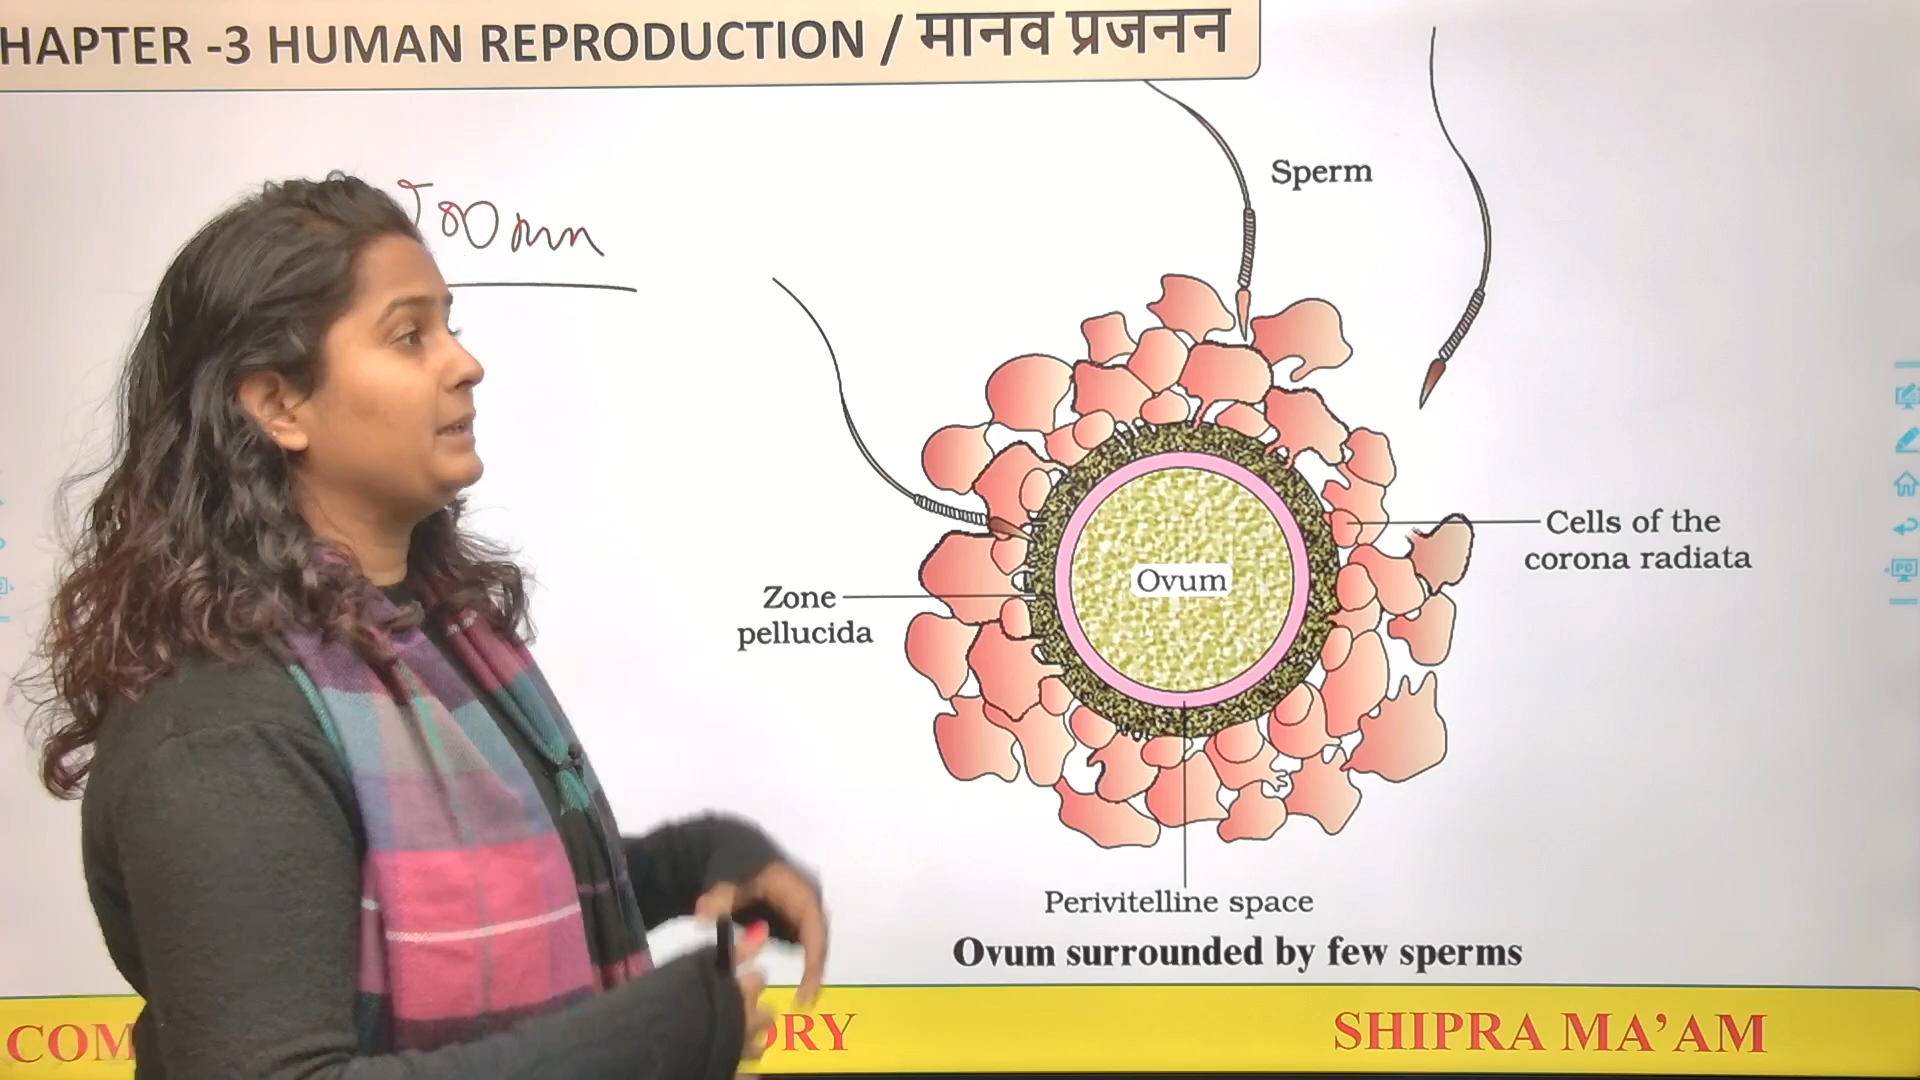 HAPTER -3 HUMAN REPRODUCTION / मानव प्रजनन
Sperm
Cells of the
corona radiata
Ovum
Zone
pellucida
Perivitelline space
Ovum surrounded by few sperms
COM
ORY
SHIPRA MA’AM